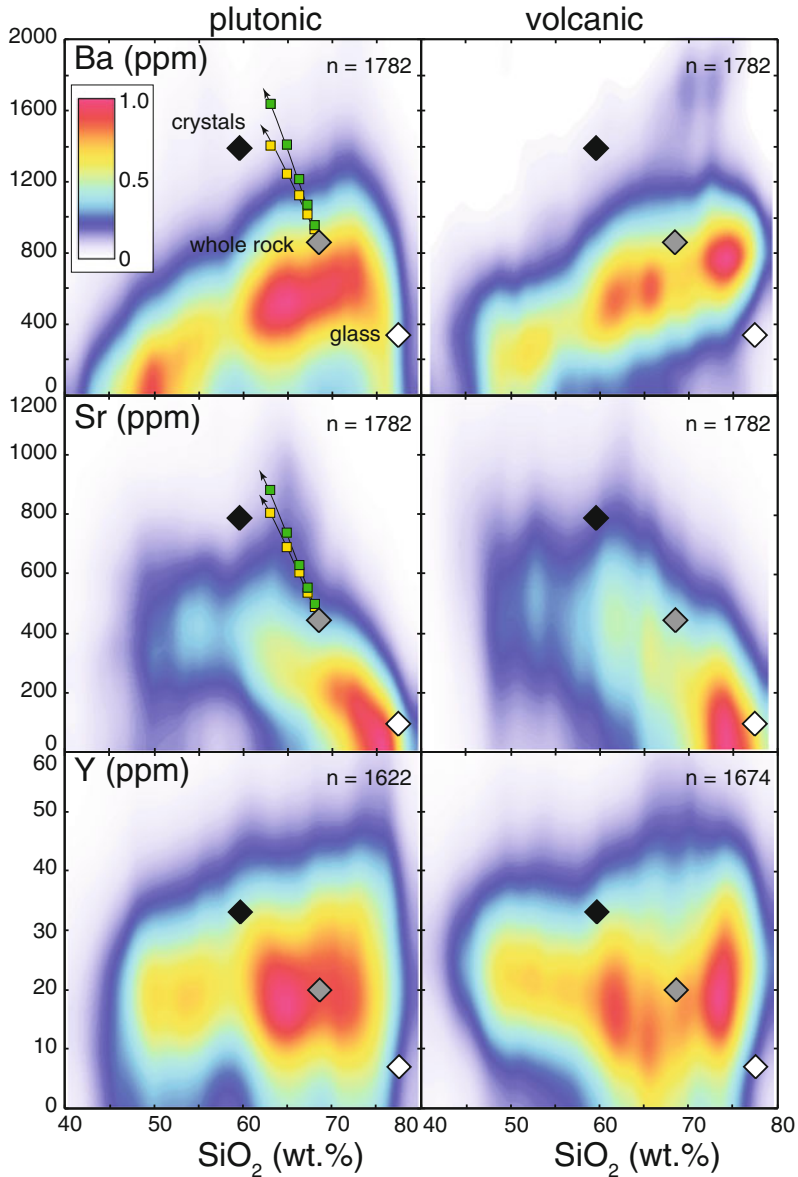 plutonic
volcanic
Ba (ppm)
n = 1782
n = 1782
2000
1600
1200
800
400
0
1.0
0.5
0
crystals
whole rock
glass
Sr (ppm)
n = 1782
n = 1782
1200
1000
800
600
400
200
0
Y (ppm)
n = 1622
n = 1674
60
50
40
30
20
10
0
40 50 60 70 80 40 50 60 70 80
SiO₂ (wt.%)
SiO₂ (wt.%)